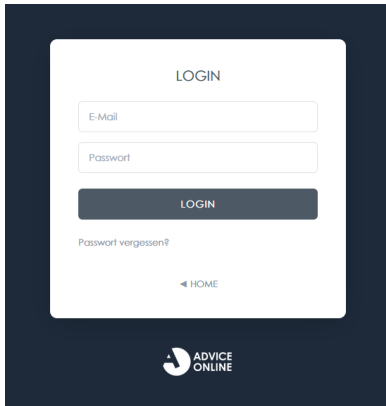 LOGIN
E-Mail
Passwort
LOGIN
Passwort vergessen?
◄ HOME
ADVICE
ONLINE